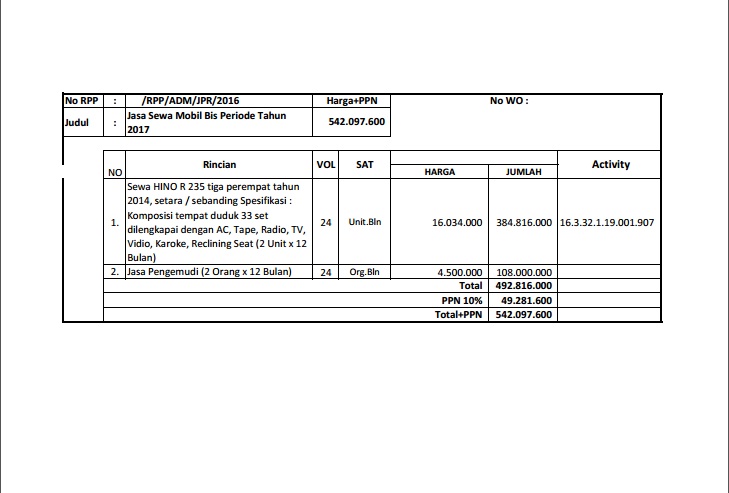 No RPP : /RPP/ADM/JPR/2016 Harga+PPN No WO :
Judul : Jasa Sewa Mobil Bis Periode Tahun
2017 542.097.600
NO Rincian VOL SAT HARGA JUMLAH Activity
Sewa HINO R 235 tiga perempat tahun
2014, setara / sebanding Spesifikasi :
1. Komposisi tempat duduk 33 set 24 Unit.Bln 16.034.000 384.816.000 16.3.32.1.19.001.907
dilengkapai dengan AC, Tape, Radio, TV,
Vidio, Karoke, Reclining Seat (2 Unit x 12
Bulan)
2. Jasa Pengemudi (2 Orang x 12 Bulan) 24 Org.Bln 4.500.000 108.000.000
Total 492.816.000
PPN 10% 49.281.600
Total+PPN 542.097.600